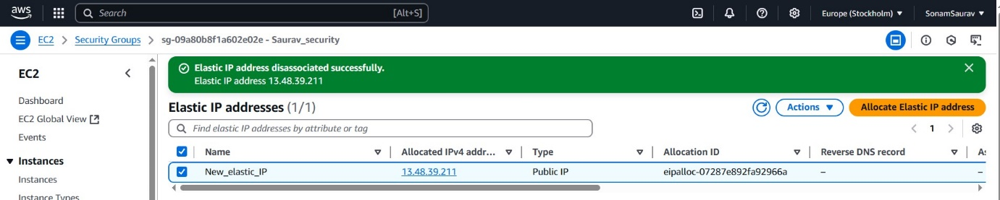 aws
Search [Alt+S] Europe (Stockholm) ▼ SonamSaurav ▼
EC2 > Security Groups > sg-09a80b8f1a602e02e - Saurav_security
EC2
Dashboard
EC2 Global View
Events
▼ Instances
Instances
Instance Types
Elastic IP address disassociated successfully.
Elastic IP address 13.48.39.211
Elastic IP addresses (1/1)
Actions ▼ Allocate Elastic IP address
Find elastic IP addresses by attribute or tag
1
Name Allocated IPv4 addr... Type Allocation ID Reverse DNS record As
New_elastic_IP 13.48.39.211 Public IP eipalloc-07287e892fa92966a – –